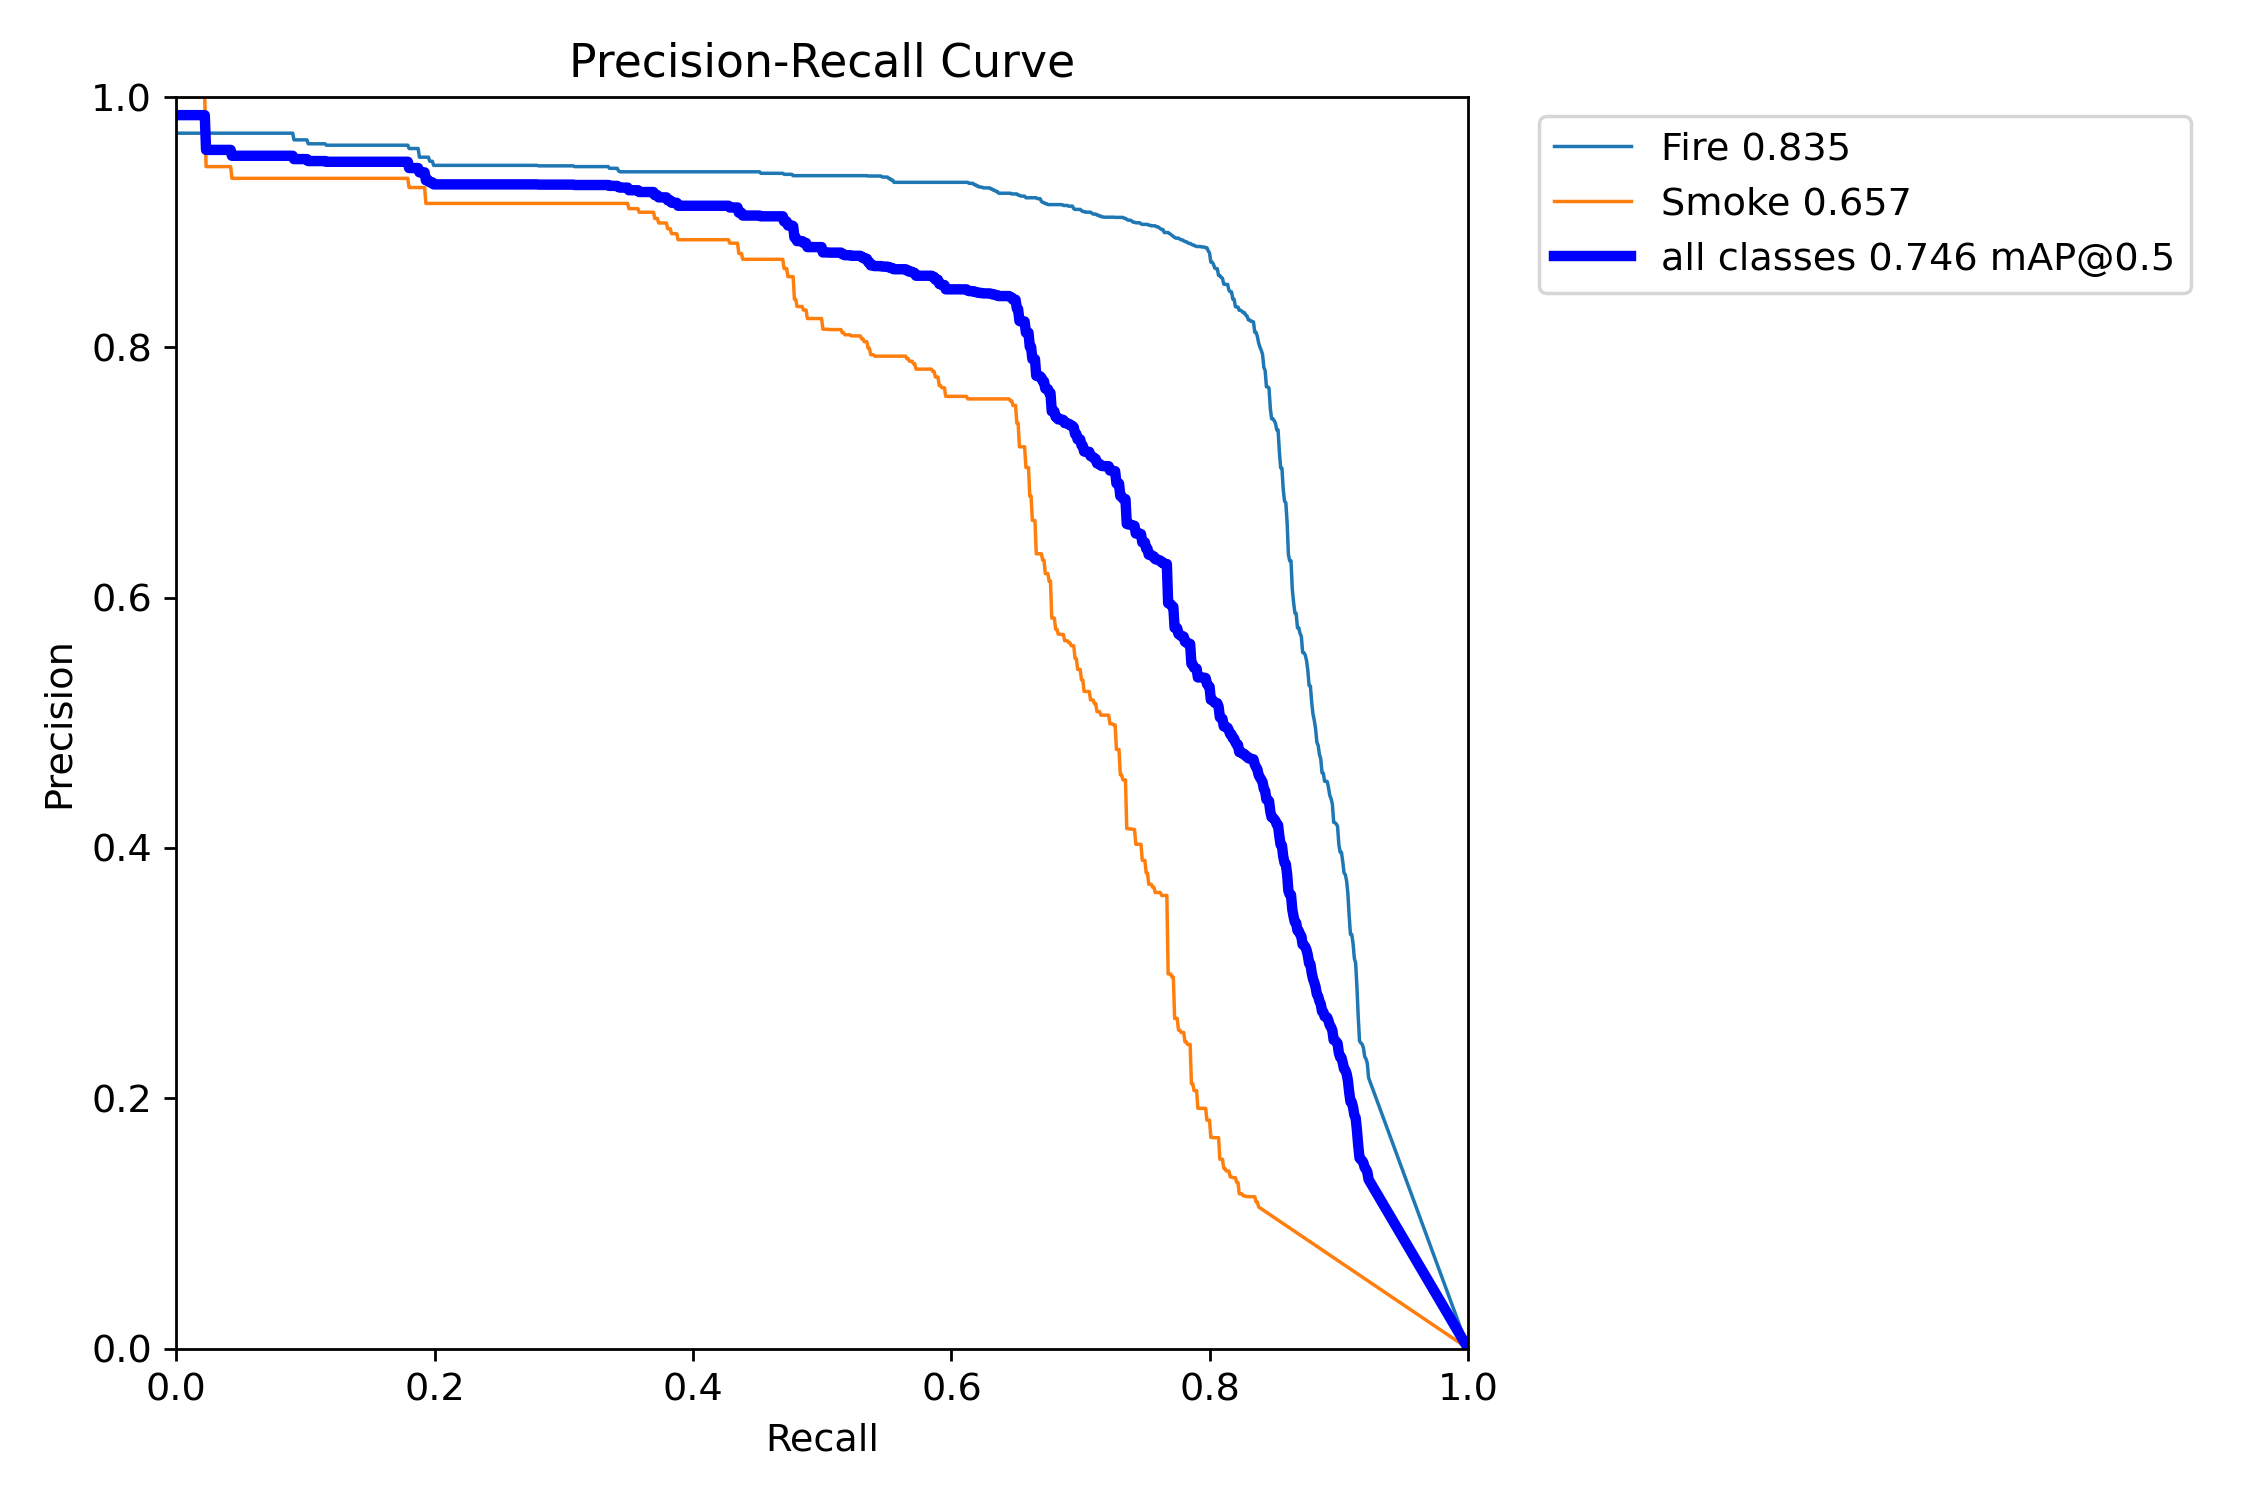 Precision-Recall Curve
1.0
0.8
0.6
0.4
0.2
0.0
Precision
0.0 0.2 0.4 0.6 0.8 1.0
Recall
Fire 0.835
Smoke 0.657
all classes 0.746 mAP@0.5